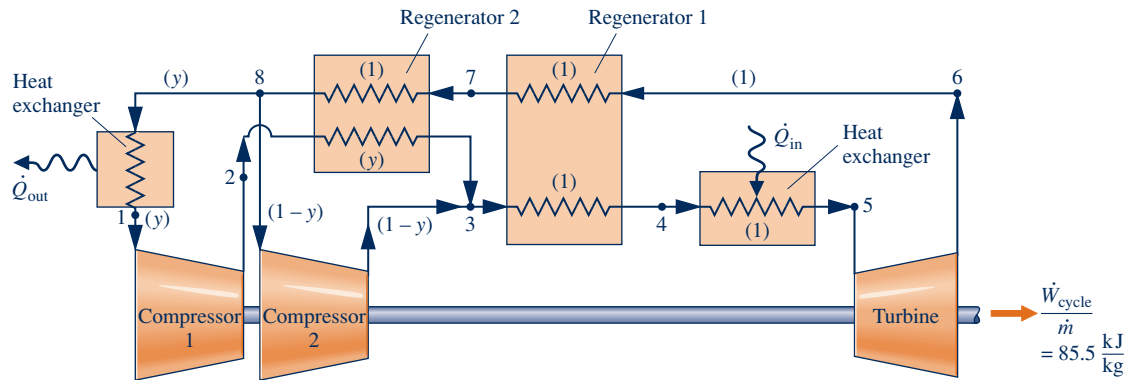 Regenerator 2
Regenerator 1
Heat
exchanger
(y)
8
(1)
7
(1)
(1)
6
Q̇in
Heat
exchanger
Q̇out
2
(y)
1
(y)
(1 – y)
(1 – y)
3
(1)
4
(1)
5
Compressor
1
Compressor
2
Turbine
Ẇcycle
ṁ
= 85.5 kJ
kg